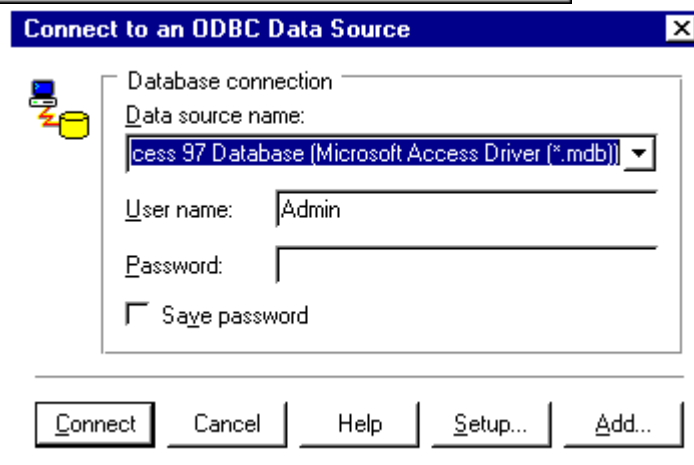 Connect to an ODBC Data Source
Database connection
Data source name:
cess 97 Database (Microsoft Access Driver (*.mdb))
User name: Admin
Password:
Save password
Connect Cancel Help Setup... Add...